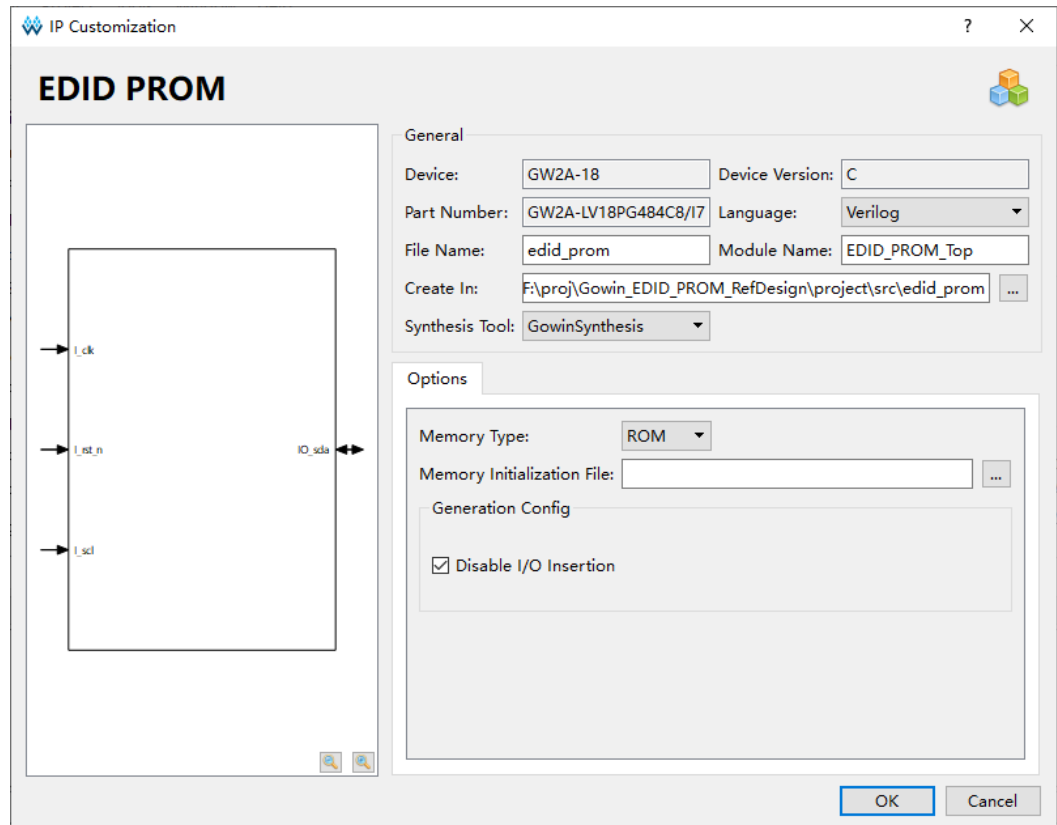 IP Customization
?
EDID PROM
General
Device: GW2A-18 Device Version: C
Part Number: GW2A-LV18PG484C8/I7 Language: Verilog
File Name: edid_prom Module Name: EDID_PROM_Top
Create In: F:\proj\Gowin_EDID_PROM_RefDesign\project\src\edid_prom ...
Synthesis Tool: GowinSynthesis
Options
Memory Type: ROM
Memory Initialization File: ...
Generation Config
Disable I/O Insertion
I_clk
I_rst_n IO_sda
I_scl
OK Cancel